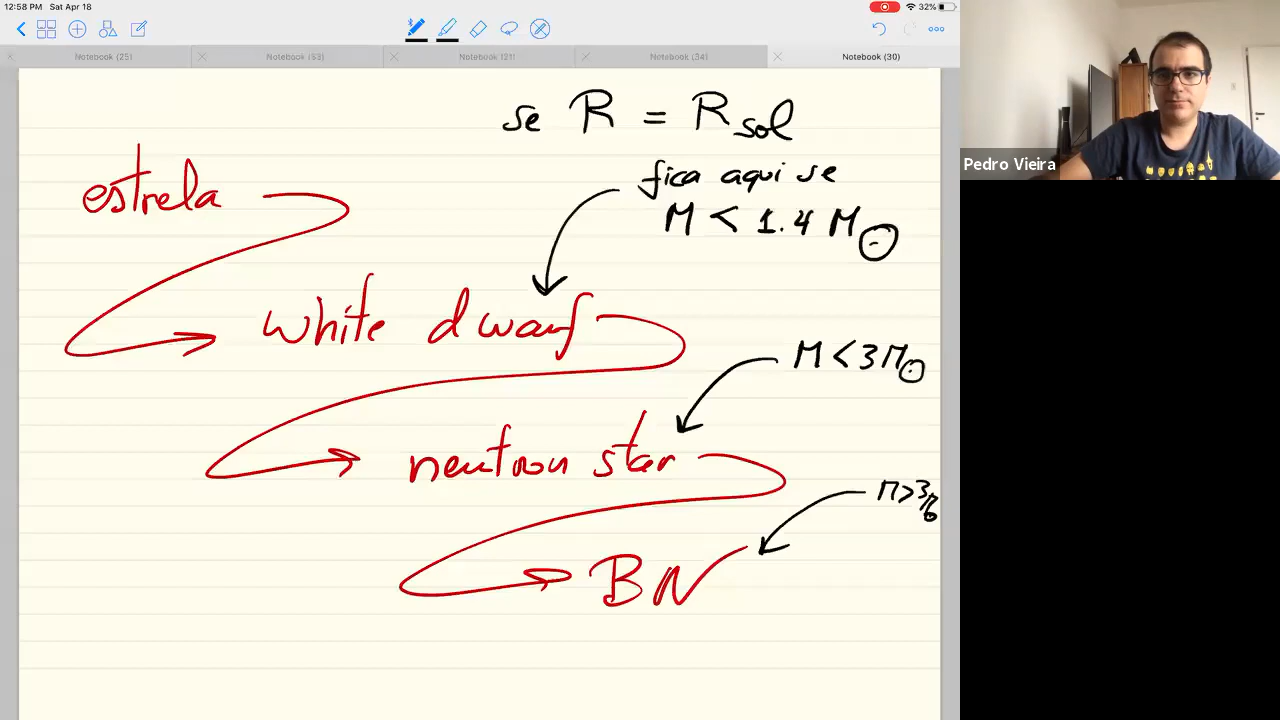 12:58 PM Sat Apr 18
32%
Notebook (25)
Notebook (53)
Notebook (21)
Notebook (34)
Notebook (30)
se R = R sol
fica aqui se
M < 1.4 M⊙
estrela
white dwarf
M < 3 M⊙
neutron star
M > 3 M⊙
BN
Pedro Vieira